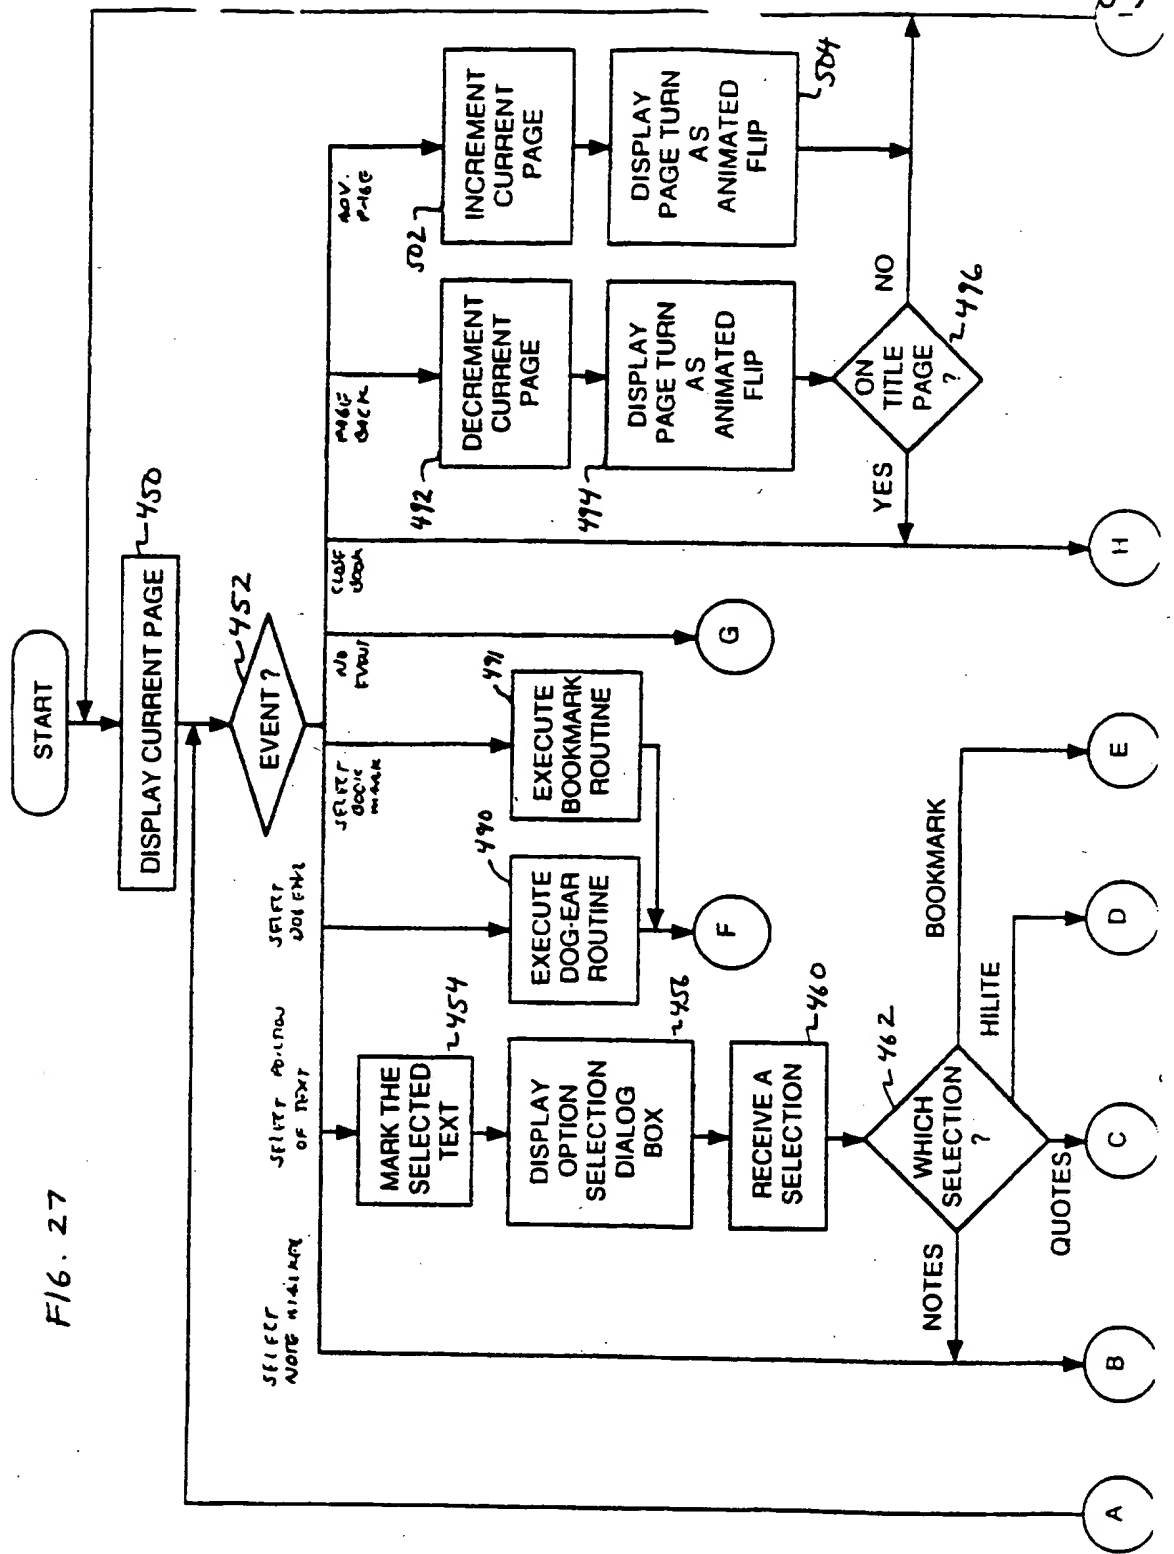 FIG. 27
START
DISPLAY CURRENT PAGE
450
EVENT?
452
SELECT
NOTE MARKER
SELECT PORTION
OF TEXT
SELECT
DOG EAR
SELECT
BOOK
MARK
NO
EVENT
CLOSE
BOOK
PAGE
BACK
ADV.
PAGE
MARK THE
SELECTED
TEXT
454
DISPLAY
OPTION
SELECTION
DIALOG
BOX
456
RECEIVE A
SELECTION
460
WHICH
SELECTION
?
462
NOTES
QUOTES
HILITE
BOOKMARK
EXECUTE
DOG-EAR
ROUTINE
490
EXECUTE
BOOKMARK
ROUTINE
491
DECREMENT
CURRENT
PAGE
492
DISPLAY
PAGE TURN
AS
ANIMATED
FLIP
494
ON
TITLE
PAGE
?
496
YES
NO
INCREMENT
CURRENT
PAGE
502
DISPLAY
PAGE TURN
AS
ANIMATED
FLIP
504
A
B
C
D
E
F
G
H
I